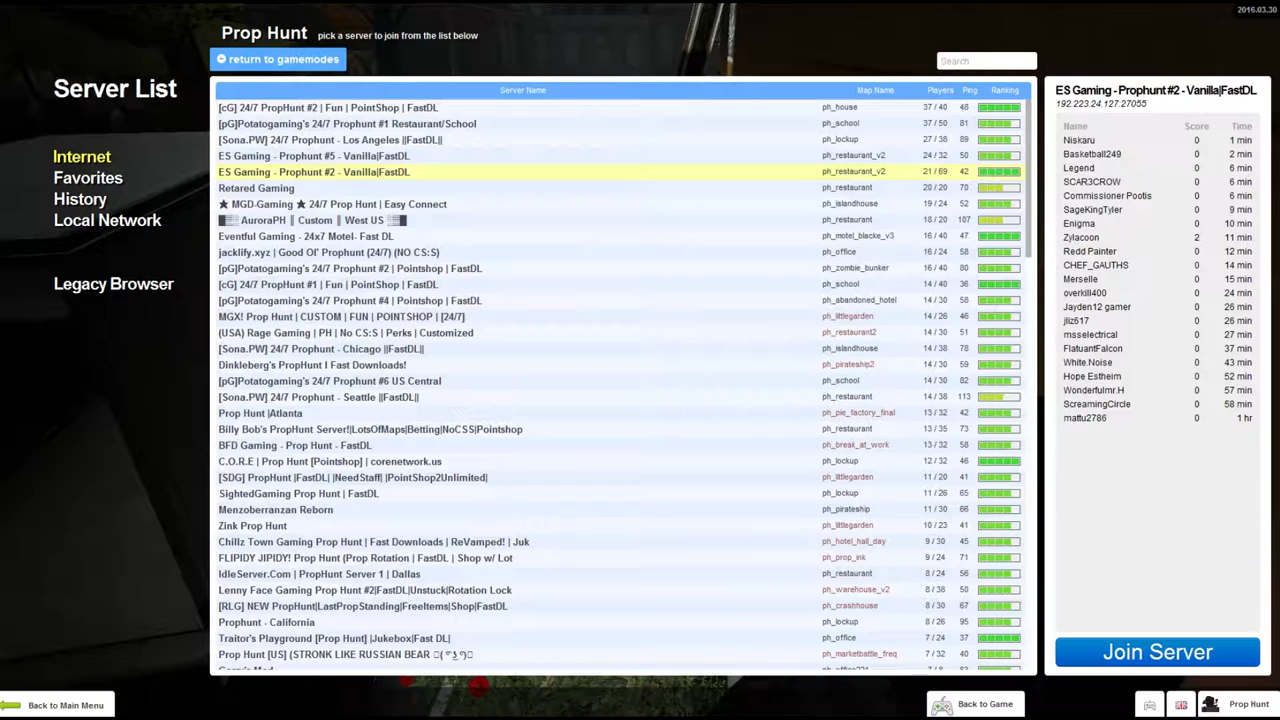 2016.03.30
Prop Hunt pick a server to join from the list below
return to gamemodes
Search
Server List
Internet
Favorites
History
Local Network
Legacy Browser
Server Name Map Name Players Ping Ranking
[cG] 24/7 PropHunt #2 | Fun | PointShop | FastDL ph_house 37 / 40 48
[pG]Potatogaming's 24/7 Prophunt #1 Restaurant/School ph_school 37 / 50 81
[Sona.PW] 24/7 Prophunt - Los Angeles ||FastDL|| ph_lockup 27 / 38 89
ES Gaming - Prophunt #5 - Vanilla|FastDL ph_restaurant_v2 24 / 32 50
ES Gaming - Prophunt #2 - Vanilla|FastDL ph_restaurant_v2 21 / 69 42
Retared Gaming ph_restaurant 20 / 20 70
★ MGD-Gaming ★ 24/7 Prop Hunt | Easy Connect ph_islandhouse 19 / 24 52
AuroraPH ║ Custom ║ West US ph_restaurant 18 / 20 107
Eventful Gaming - 24x7 Motel- Fast DL ph_motel_blacke_v3 16 / 40 47
jacklify.xyz | Good Ol' PropHunt (24/7) (NO CS:S) ph_office 16 / 24 58
[pG]Potatogaming's 24/7 Prophunt #2 | Pointshop | FastDL ph_zombie_bunker 16 / 40 80
[cG] 24/7 PropHunt #1 | Fun | PointShop | FastDL ph_school 14 / 40 36
[pG]Potatogaming's 24/7 Prophunt #4 | Pointshop | FastDL ph_abandoned_hotel 14 / 30 58
MGX! Prop Hunt | CUSTOM | FUN | POINTSHOP | [24/7] ph_littlegarden 14 / 26 46
(USA) Rage Gaming | PH | No CS:S | Perks | Customized ph_restaurant2 14 / 30 51
[Sona.PW] 24/7 Prophunt - Chicago ||FastDL|| ph_islandhouse 14 / 38 78
Dinkleberg's PropHunt I Fast Downloads! ph_pirateship2 14 / 30 59
[pG]Potatogaming's 24/7 Prophunt #6 US Central ph_school 14 / 30 82
[Sona.PW] 24/7 Prophunt - Seattle ||FastDL|| ph_restaurant 14 / 38 113
Prop Hunt |Atlanta ph_pie_factory_final 13 / 32 42
Billy Bob's PropHunt Server!|LotsOfMaps|Betting|NoCSS|Pointshop ph_restaurant 13 / 35 73
BFD Gaming - Prop Hunt - FastDL ph_break_at_work 13 / 32 58
C.O.R.E | Prop Hunt [Pointshop] | corenetwork.us ph_lockup 12 / 32 46
[SDG] PropHunt |FastDL| |NeedStaff| |PointShop2Unlimited| ph_littlegarden 11 / 20 41
SightedGaming Prop Hunt | FastDL ph_lockup 11 / 26 65
Menzoberranzan Reborn ph_pirateship 11 / 30 66
Zink Prop Hunt ph_littlegarden 10 / 23 41
Chillz Town Gaming Prop Hunt | Fast Downloads | ReVamped! | Juk ph_hotel_hall_day 9 / 30 45
FLIPIDY JIPIDY! Prop Hunt (Prop Rotation | FastDL | Shop w/ Lot ph_prop_ink 9 / 24 71
IdleServer.Com | PropHunt Server 1 | Dallas ph_restaurant 8 / 24 56
Lenny Face Gaming Prop Hunt #2|FastDL|Unstuck|Rotation Lock ph_warehouse_v2 8 / 38 50
[RLG] NEW PropHunt|LastPropStanding|FreeItems|Shop|FastDL ph_crashhouse 8 / 30 67
Prophunt - California ph_lockup 8 / 26 95
Traitor's Playground [Prop Hunt] |Jukebox|Fast DL| ph_office 7 / 24 37
Prop Hunt [US] (STRONK LIKE RUSSIAN BEAR ph_marketbattle_freq 7 / 32 40
ES Gaming - Prophunt #2 - Vanilla|FastDL
192.223.24.127:27055
Name Score Time
Niskaru 0 1 min
Basketball249 0 2 min
Legend 0 6 min
SCAR3CROW 0 6 min
Commissioner Pootis 0 6 min
SageKingTyler 0 9 min
Enigma 0 10 min
Zylacoon 2 11 min
Redd Painter 0 12 min
CHEF_GAUTHS 0 14 min
Merselle 0 15 min
overkill400 0 24 min
Jayden12 gamer 0 26 min
jliz617 0 26 min
msselectrical 0 27 min
FlatuantFalcon 0 37 min
White.Noise 0 43 min
Hope Estheim 0 52 min
Wonderfulmr.H 0 57 min
ScreamingCircle 0 58 min
mattu2786 0 1 hr
Join Server
Back to Main Menu
Back to Game
Prop Hunt